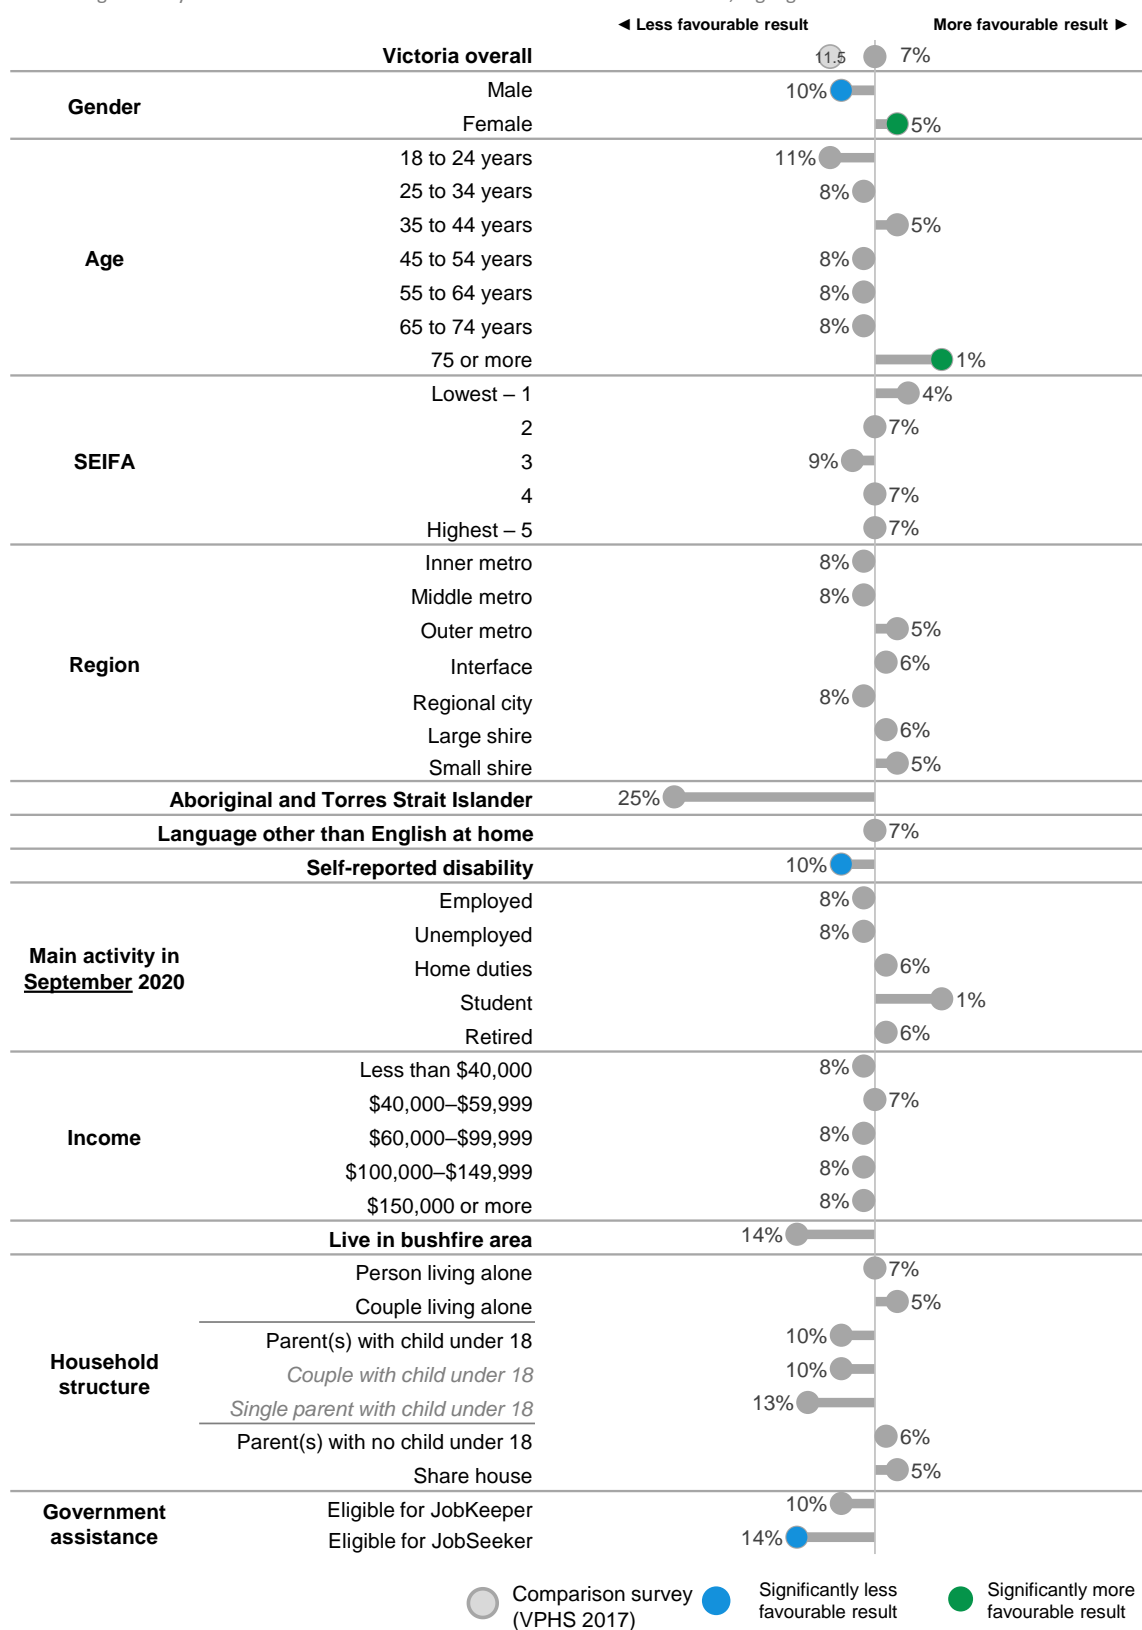 ◄ Less favourable result More favourable result ►
Victoria overall 11.5 7%
Gender
Male 10%
Female 5%
Age
18 to 24 years 11%
25 to 34 years 8%
35 to 44 years 5%
45 to 54 years 8%
55 to 64 years 8%
65 to 74 years 8%
75 or more 1%
SEIFA
Lowest – 1 4%
2 7%
3 9%
4 7%
Highest – 5 7%
Region
Inner metro 8%
Middle metro 8%
Outer metro 5%
Interface 6%
Regional city 8%
Large shire 6%
Small shire 5%
Aboriginal and Torres Strait Islander 25%
Language other than English at home 7%
Self-reported disability 10%
Main activity in
September 2020
Employed 8%
Unemployed 8%
Home duties 6%
Student 1%
Retired 6%
Income
Less than $40,000 8%
$40,000–$59,999 7%
$60,000–$99,999 8%
$100,000–$149,999 8%
$150,000 or more 8%
Live in bushfire area 14%
Household
structure
Person living alone 7%
Couple living alone 5%
Parent(s) with child under 18 10%
Couple with child under 18 10%
Single parent with child under 18 13%
Parent(s) with no child under 18 6%
Share house 5%
Government
assistance
Eligible for JobKeeper 10%
Eligible for JobSeeker 14%
Comparison survey
(VPHS 2017)
Significantly less
favourable result
Significantly more
favourable result